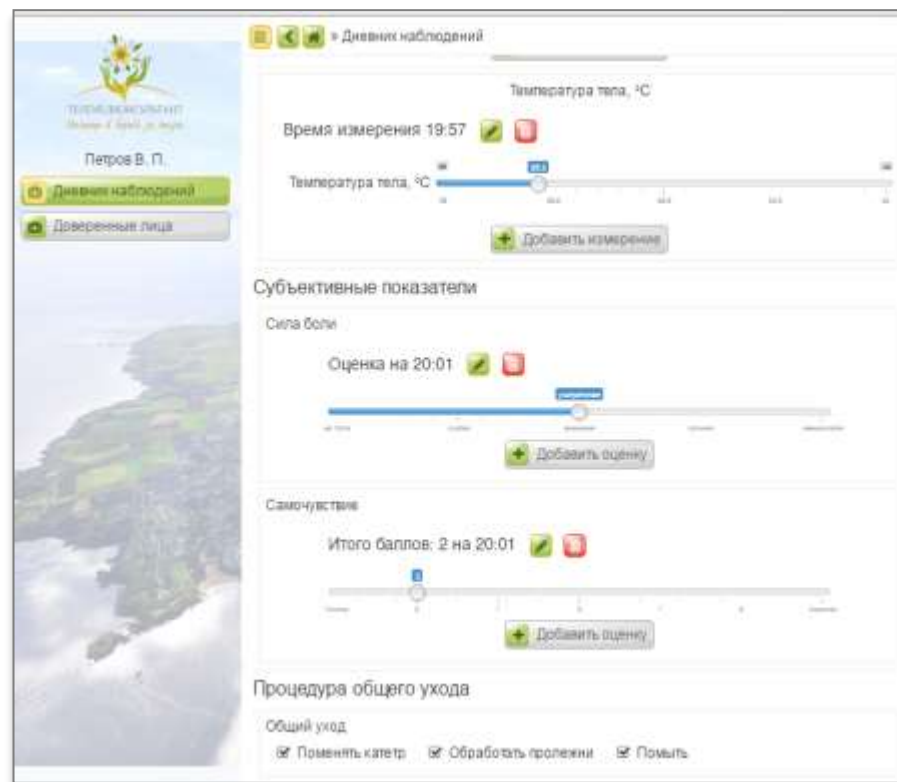 » Дневник наблюдений
Петров В. П.
Дневник наблюдений
Доверенные лица
Температура тела, °C
Время измерения 19:57
Температура тела, °C
Добавить измерение
Субъективные показатели
Сила боли
Оценка на 20:01
Добавить оценку
Самочувствие
Итого баллов: 2 на 20:01
Добавить оценку
Процедура общего ухода
Общий уход
Поменять катетр Обработать пролежни Помыть